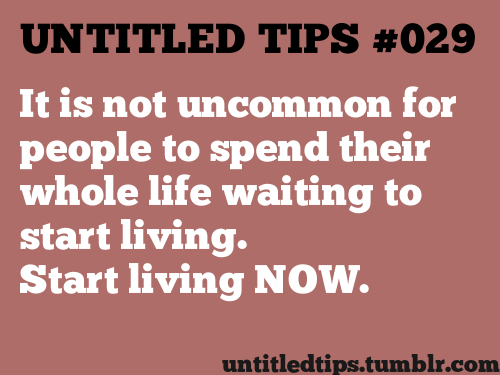 UNTITLED TIPS #029
It is not uncommon for
people to spend their
whole life waiting to
start living.
Start living NOW.
untitledtips.tumblr.com